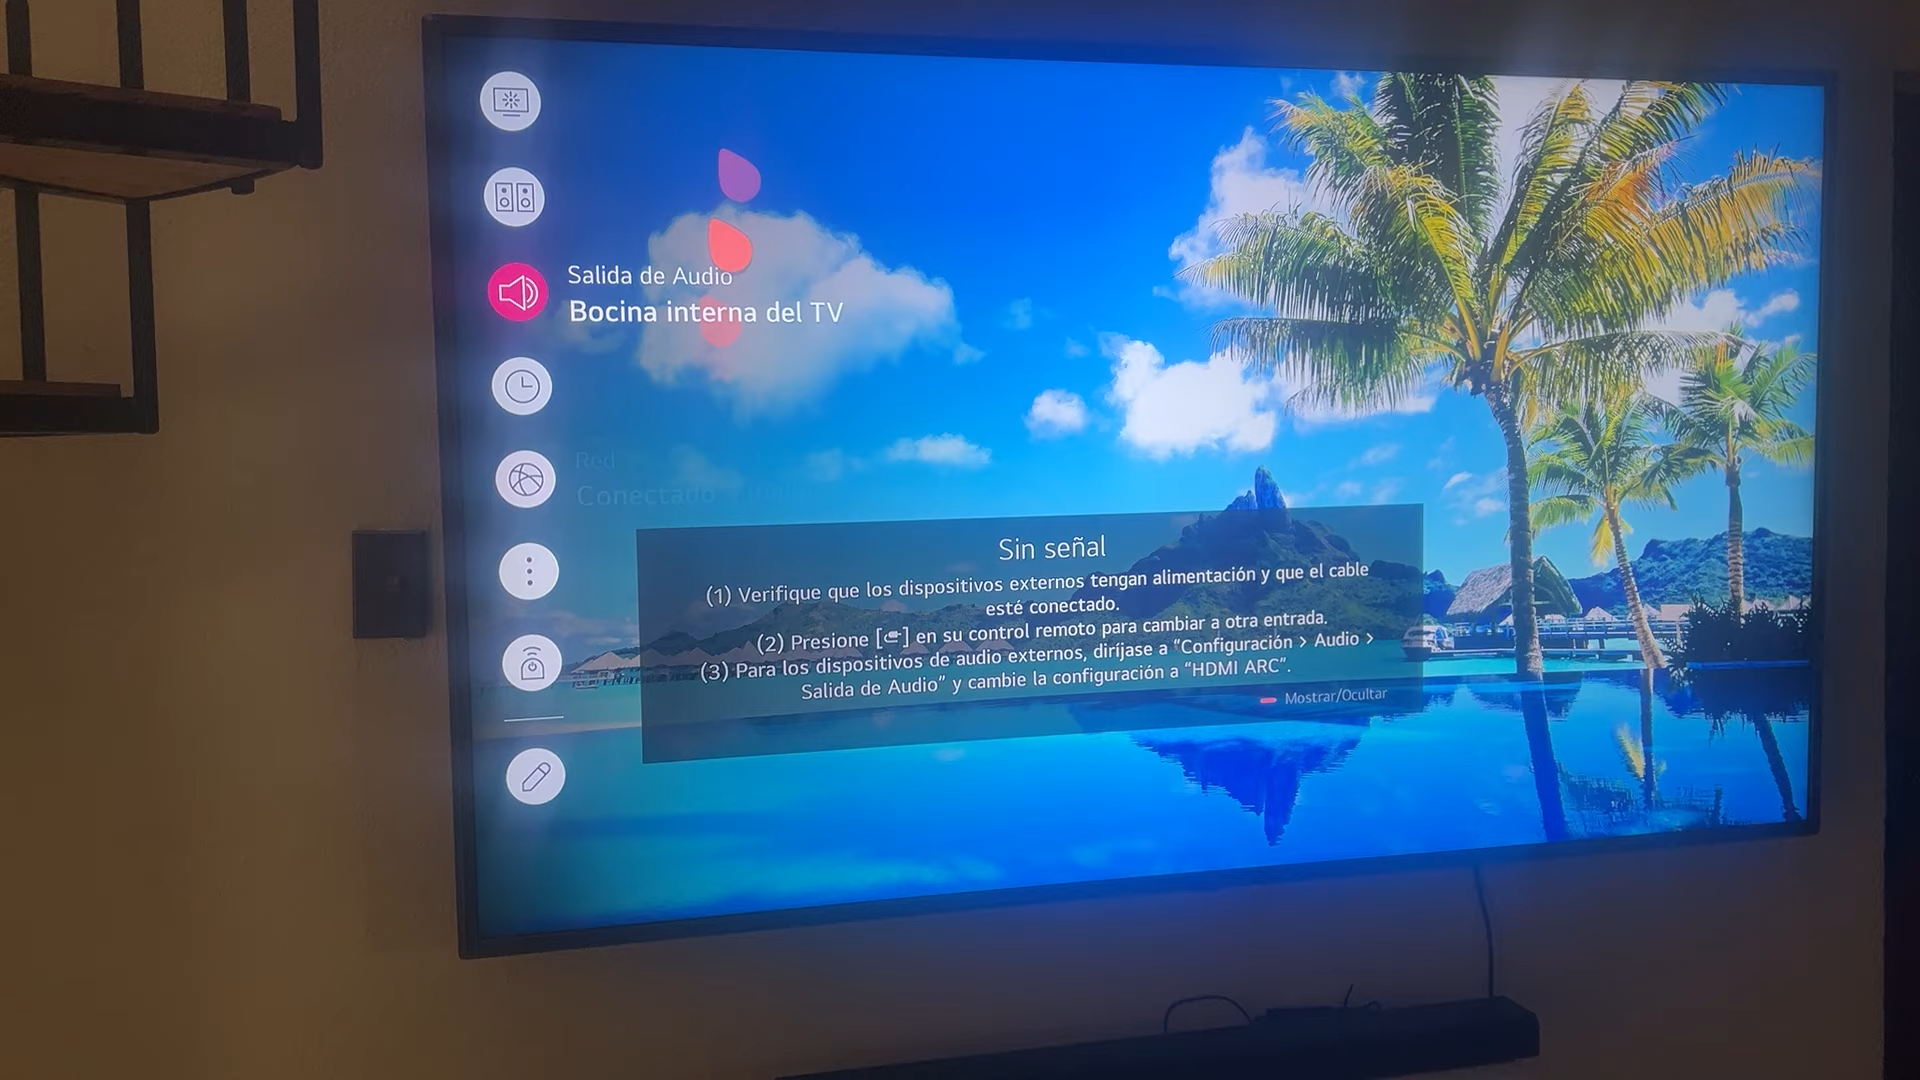 Salida de Audio
Bocina interna del TV
Red
Conectado
Sin señal
(1) Verifique que los dispositivos externos tengan alimentación y que el cable
esté conectado.
(2) Presione [ ] en su control remoto para cambiar a otra entrada.
(3) Para los dispositivos de audio externos, diríjase a "Configuración > Audio >
Salida de Audio" y cambie la configuración a "HDMI ARC".
Mostrar/Ocultar